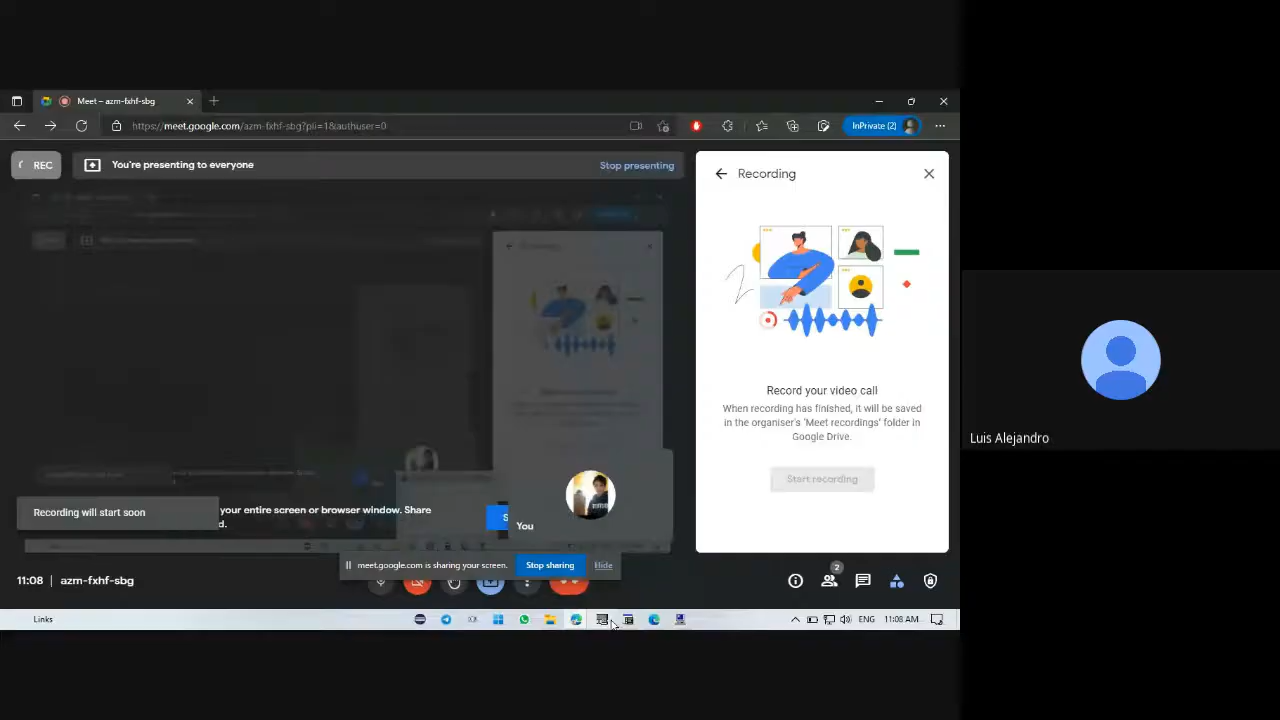 Meet – azm-fxhf-sbg
https://meet.google.com/azm-fxhf-sbg?pli=1&authuser=0
InPrivate (2)
REC
You're presenting to everyone
Stop presenting
Recording
Record your video call
When recording has finished, it will be saved
in the organiser's 'Meet recordings' folder in
Google Drive.
Start recording
Luis Alejandro
Recording will start soon
your entire screen or browser window. Share
d.
S
You
meet.google.com is sharing your screen.
Stop sharing
Hide
11:08
azm-fxhf-sbg
2
Links
ENG
11:08 AM